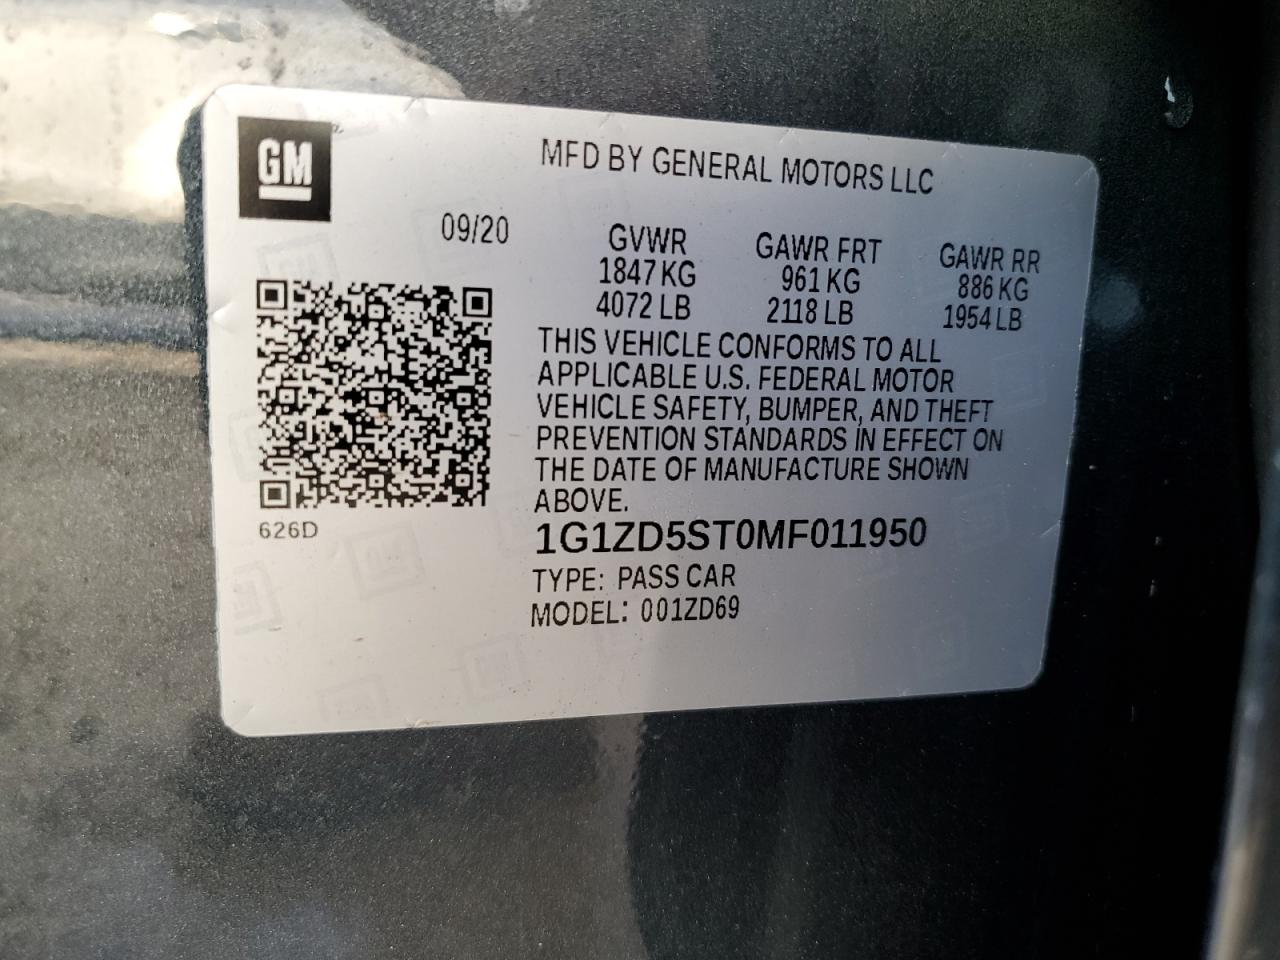 GM
MFD BY GENERAL MOTORS LLC
09/20
GVWR
1847 KG
4072 LB
GAWR FRT
961 KG
2118 LB
GAWR RR
886 KG
1954 LB
THIS VEHICLE CONFORMS TO ALL
APPLICABLE U.S. FEDERAL MOTOR
VEHICLE SAFETY, BUMPER, AND THEFT
PREVENTION STANDARDS IN EFFECT ON
THE DATE OF MANUFACTURE SHOWN
ABOVE.
626D
1G1ZD5ST0MF011950
TYPE: PASS CAR
MODEL: 001ZD69